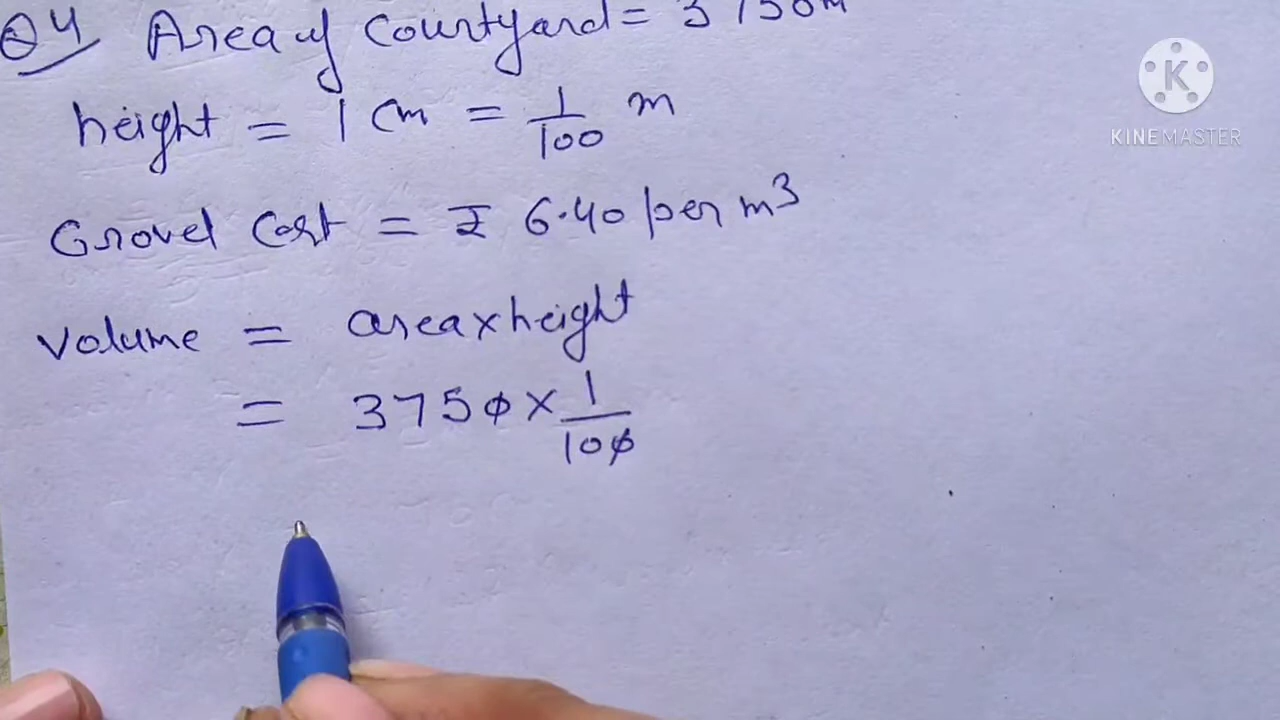 Q4 Area of Courtyard = 3750m
height = 1 cm = 1/100 m
Gravel Cost = ₹ 6.40 per m³
Volume = area x height
= 3750 x 1/100
KINEMASTER